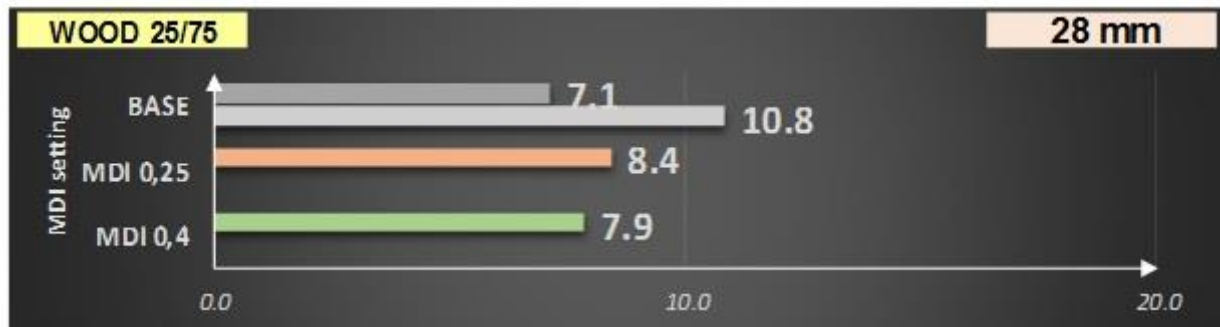 WOOD 25/75
28 mm
MDI setting
BASE
7.1
10.8
MDI 0,25
8.4
MDI 0,4
7.9
0.0
10.0
20.0